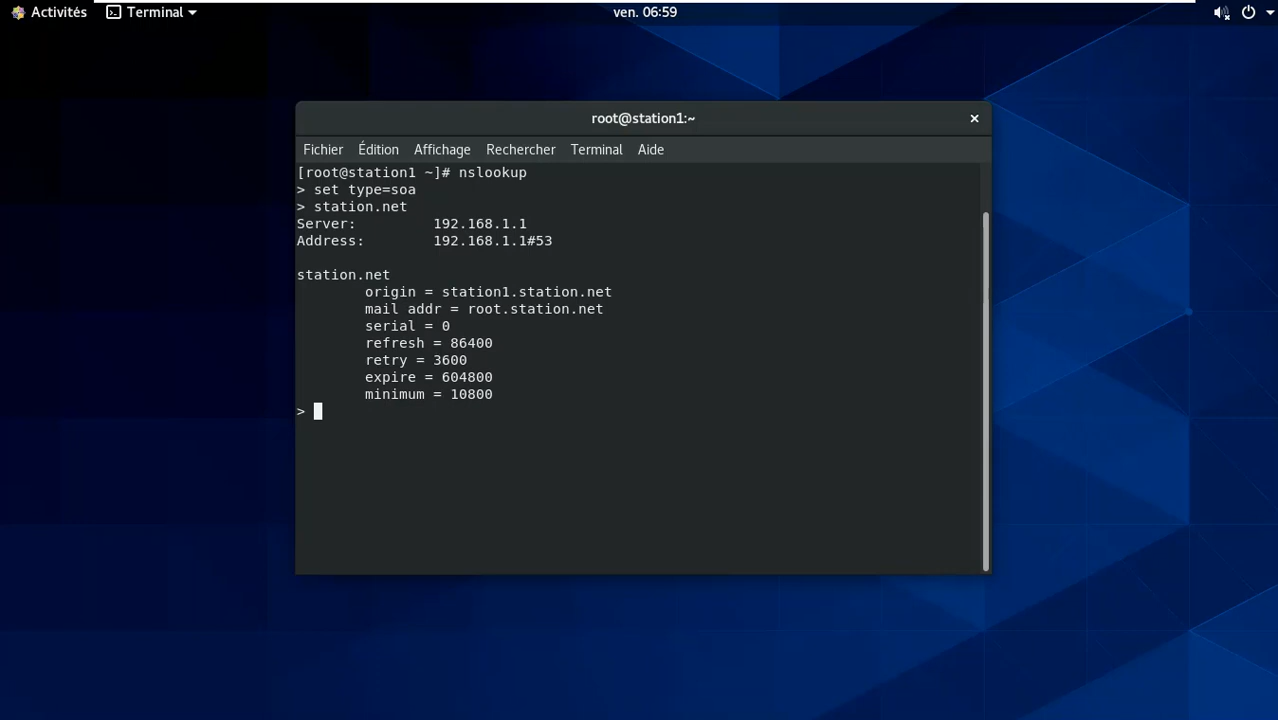 Activités Terminal ven. 06:59
root@station1:~
Fichier Édition Affichage Rechercher Terminal Aide
[root@station1 ~]# nslookup
> set type=soa
> station.net
Server: 192.168.1.1
Address: 192.168.1.1#53
station.net
origin = station1.station.net
mail addr = root.station.net
serial = 0
refresh = 86400
retry = 3600
expire = 604800
minimum = 10800
>